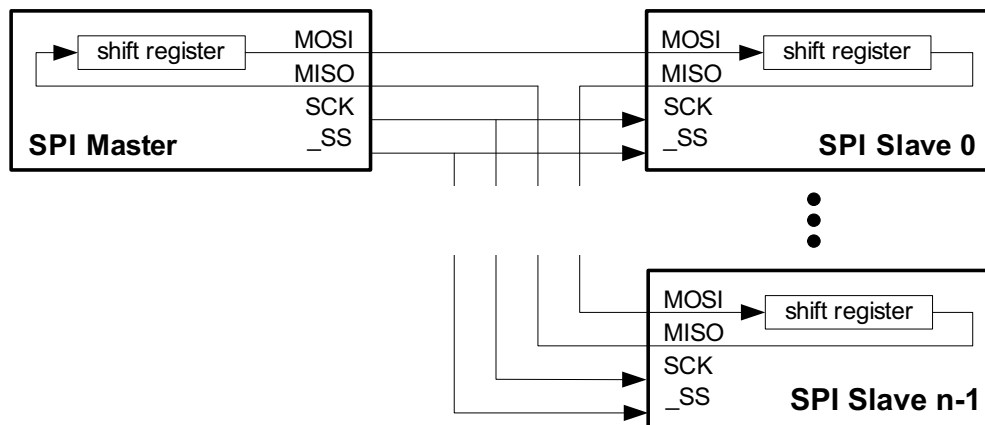 shift register
MOSI
MISO
SCK
_SS
SPI Master
MOSI
shift register
MISO
SCK
_SS
SPI Slave 0
MOSI
shift register
MISO
SCK
_SS
SPI Slave n-1